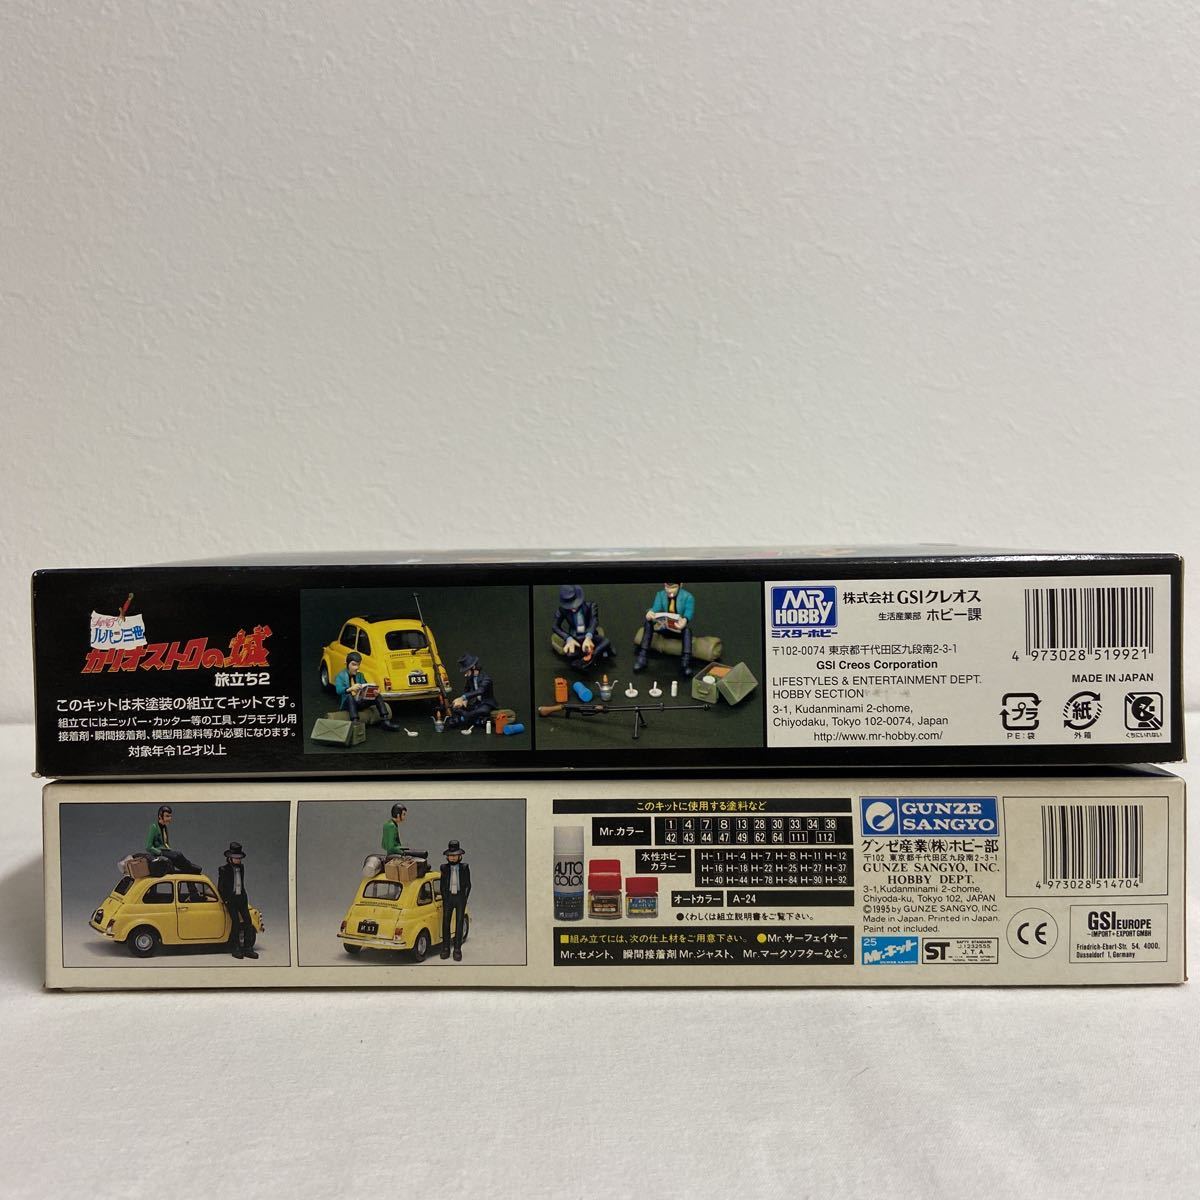 ルパン三世
カリオストロの城
旅立ち2
このキットは未塗装の組立てキットです。
組立てにはニッパー・カッター等の工具、プラモデル用
接着剤・瞬間接着剤、模型用塗料等が必要になります。
対象年令12才以上
R33
MR
HOBBY
ミスターホビー
株式会社GSIクレオス
生活産業部 ホビー課
〒102-0074 東京都千代田区九段南2-3-1
GSI Creos Corporation
LIFESTYLES & ENTERTAINMENT DEPT.
HOBBY SECTION
3-1, Kudanminami 2-chome,
Chiyodaku, Tokyo 102-0074, Japan
http://www.mr-hobby.com/
4 973028 519921
MADE IN JAPAN
プラ
PE:袋
紙
外箱
くちにいれない
R33
このキットに使用する塗料など
Mr.カラー
1 4 7 8 13 28 30 33 34 38
42 43 44 47 49 62 64 111 112
水性ホビー
カラー
H-1 H-4 H-7 H-8 H-11 H-12
H-16 H-18 H-25 H-28 H-37 H-39
H-40 H-44 H-78 H-84 H-90 H-92
オートカラー A-24
●くわしくは組立説明書をご覧下さい。
AUTO
COLOR
■組み立てには、次の仕上材をご用意下さい。 ●Mr.サーフェイサー
Mr.セメント、瞬間接着剤 Mr.ジャスト、Mr.マークソフターなど。
GUNZE
SANGYO
グンゼ産業(株)ホビー部
〒102 東京都千代田区九段南2-3-1
GUNZE SANGYO, INC.
HOBBY DEPT.
3-1,Kudanminami 2-chome,
Chiyoda-ku, Tokyo 102, JAPAN
©1995 by GUNZE SANGYO, INC.
Made in Japan. Printed in Japan.
Paint not included.
25
Mr.キット
GUNZE SANGYO
ST
SAFTY STANDARD
J.1232555
J.T.A
4 973028 514704
CE
GSI EUROPE
-IMPORT+EXPORT GMBH
Friedrich-Ebert-Str. 54, 4000,
Düsseldorf 1, Germany